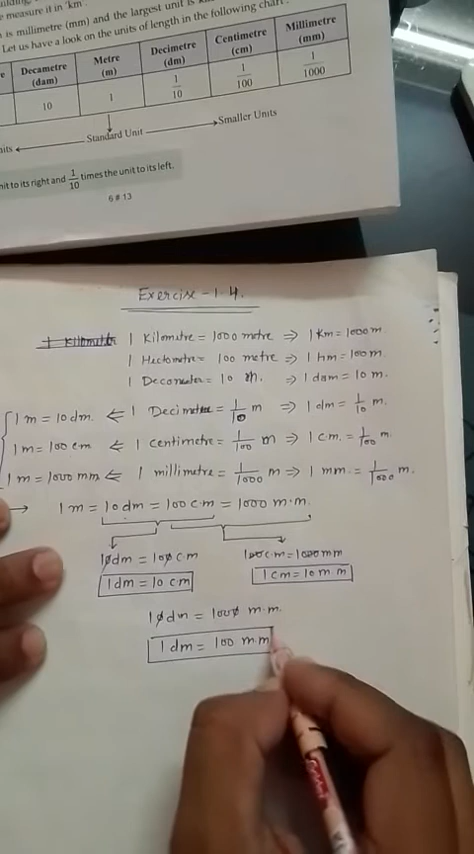 e measure it in 'km'
is millimetre (mm) and the largest unit is
Let us have a look on the units of length in the following chart
Decametre (dam) Metre (m) Decimetre (dm) Centimetre (cm) Millimetre (mm)
10 1 1/10 1/100 1/1000
its ← Standard Unit → Smaller Units
nit to its right and 1/10 times the unit to its left.
6 # 13
Exercise - 1.4.
1 Kilometre = 1000 metre ⇒ 1 km = 1000 m.
1 Hectometre = 100 metre ⇒ 1 hm = 100 m.
1 Decameter = 10 m. ⇒ 1 dam = 10 m.
1 m = 10 dm. ⇐ 1 Decimetre = 1/10 m ⇒ 1 dm = 1/10 m.
1 m = 100 cm ⇐ 1 centimetre = 1/100 m ⇒ 1 cm. = 1/100 m.
1 m = 1000 mm ⇐ 1 millimetre = 1/1000 m ⇒ 1 mm. = 1/1000 m.
→ 1 m = 10 dm = 100 c.m = 1000 m.m.
10dm = 100 c.m 100c.m = 1000 mm
1 dm = 10 c.m 1 cm = 10 m.m
10 dm = 1000 m.m.
1 dm = 100 m.m